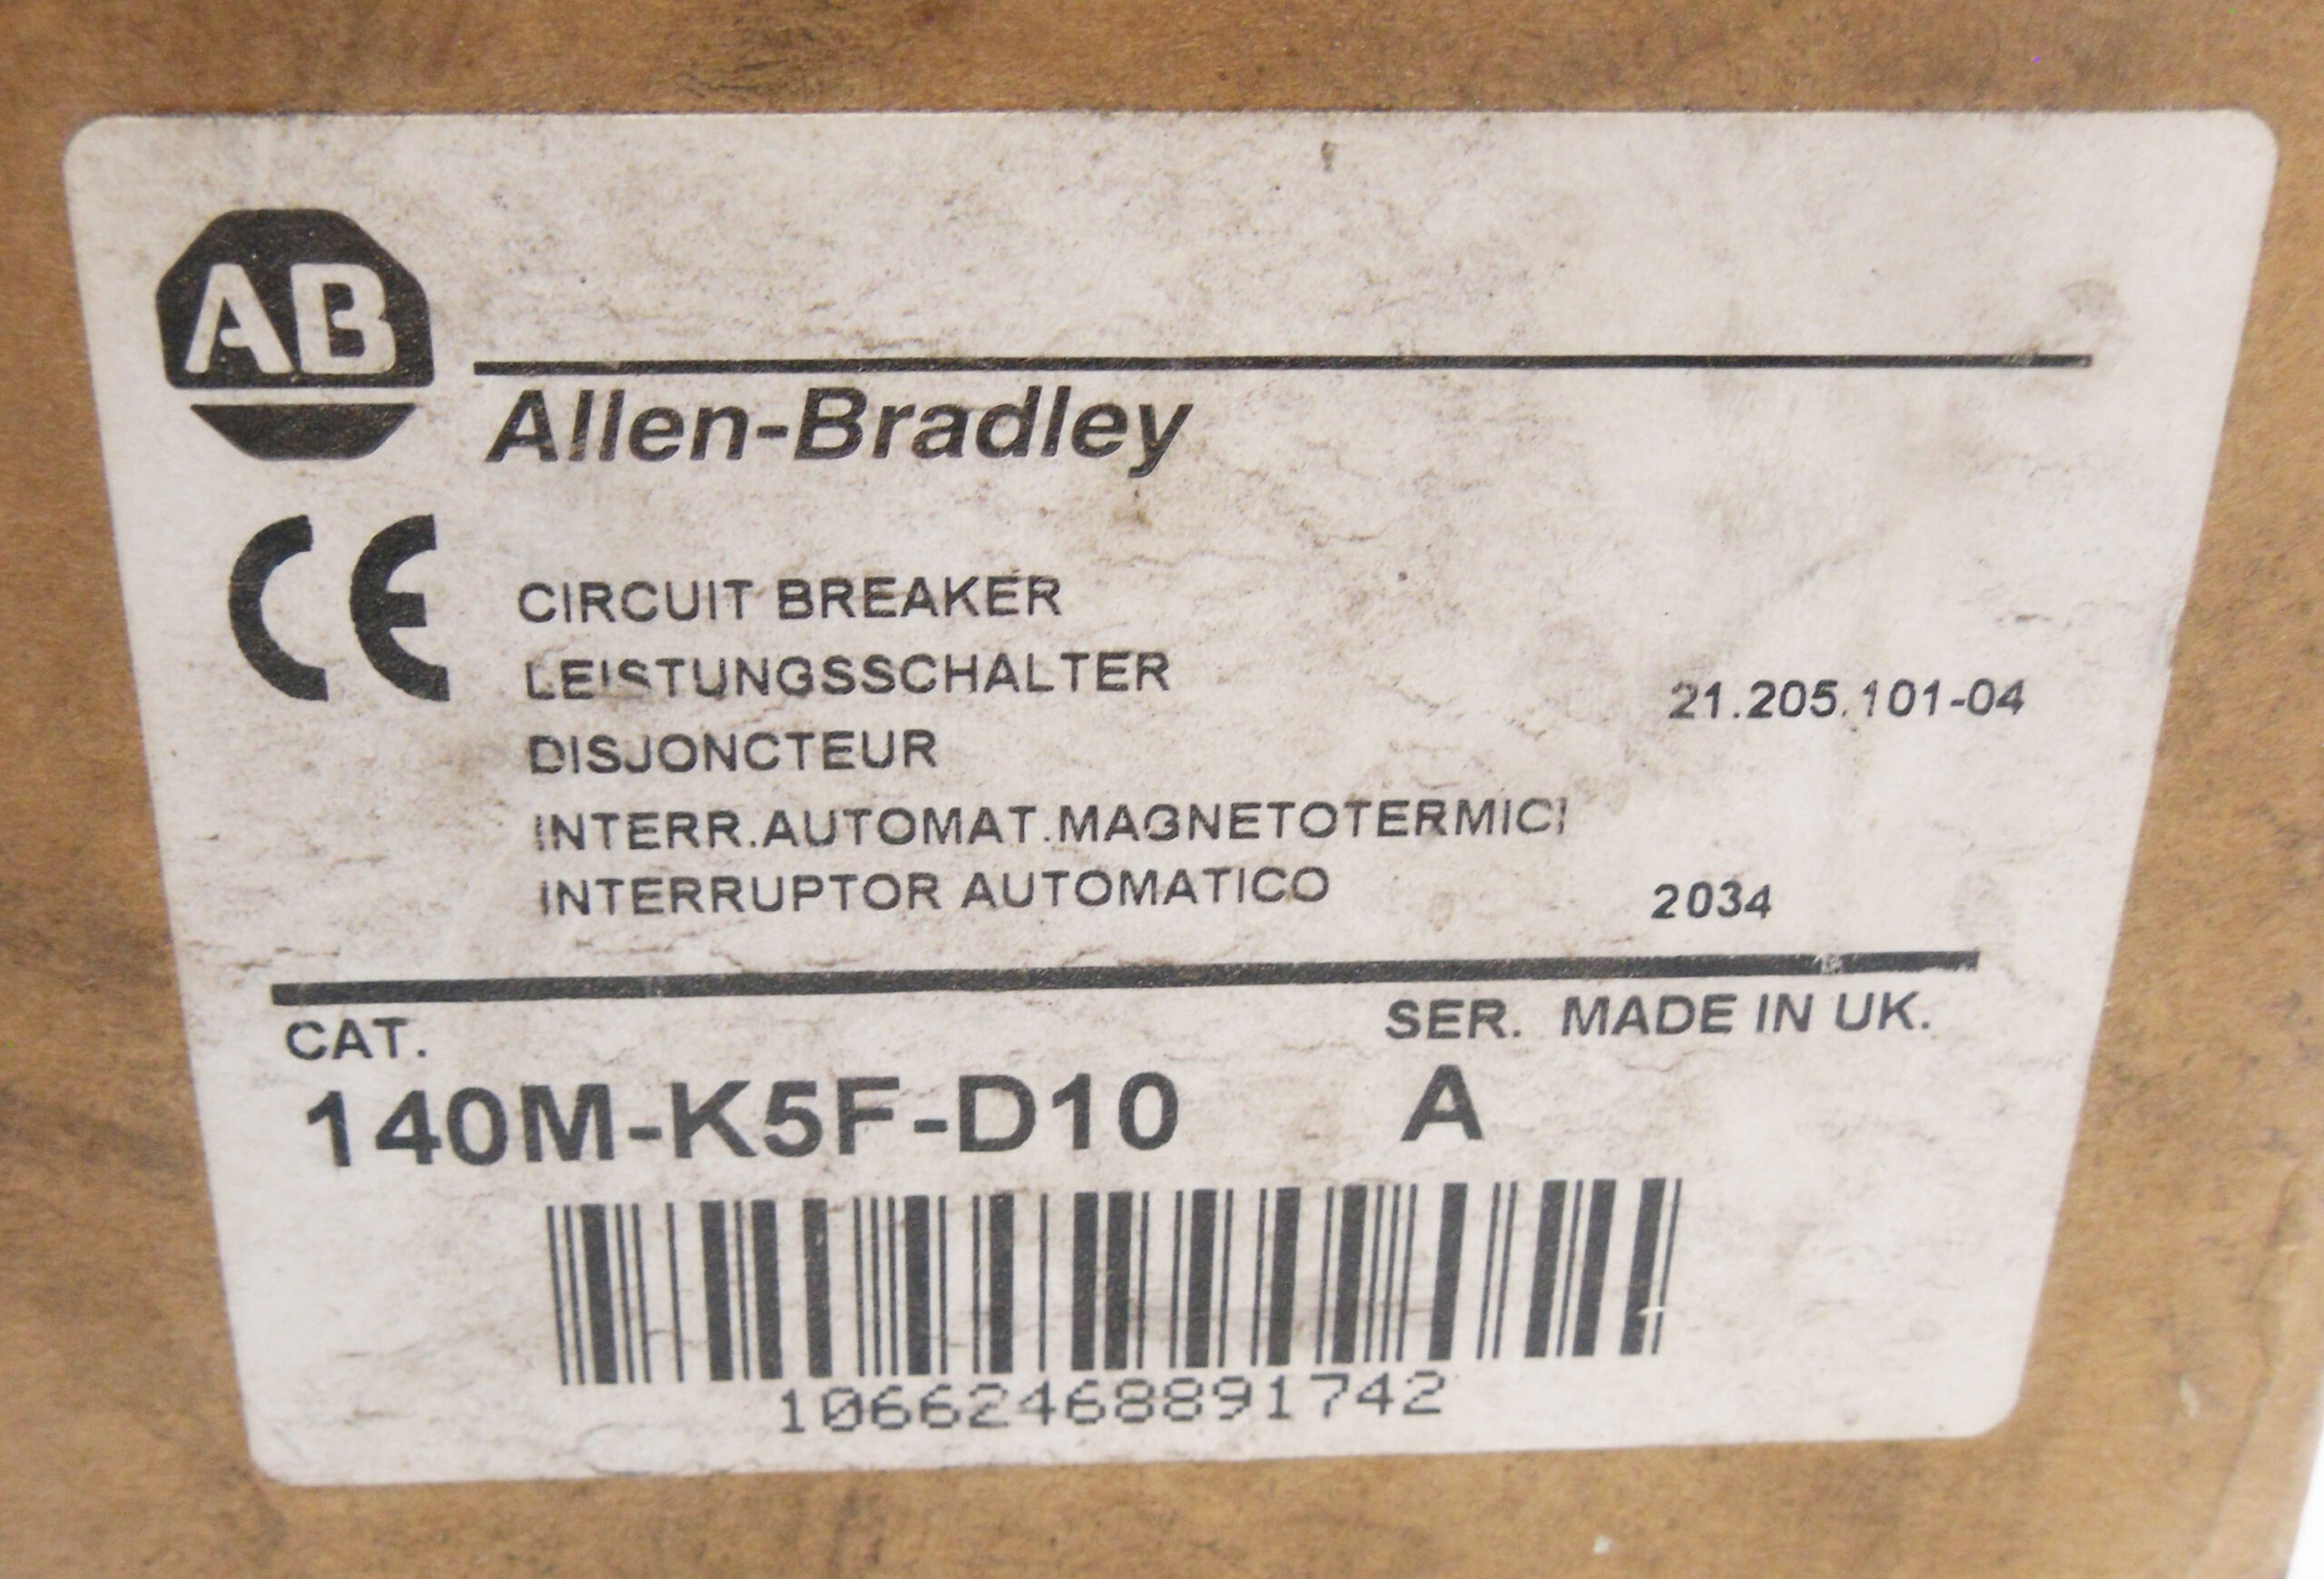 AB
Allen-Bradley
CE
CIRCUIT BREAKER
LEISTUNGSSCHALTER
21.205.101-04
DISJONCTEUR
INTERR.AUTOMAT.MAGNETOTERMICI
INTERRUPTOR AUTOMATICO
2034
CAT.
SER. MADE IN UK.
140M-K5F-D10 A
10662468891742